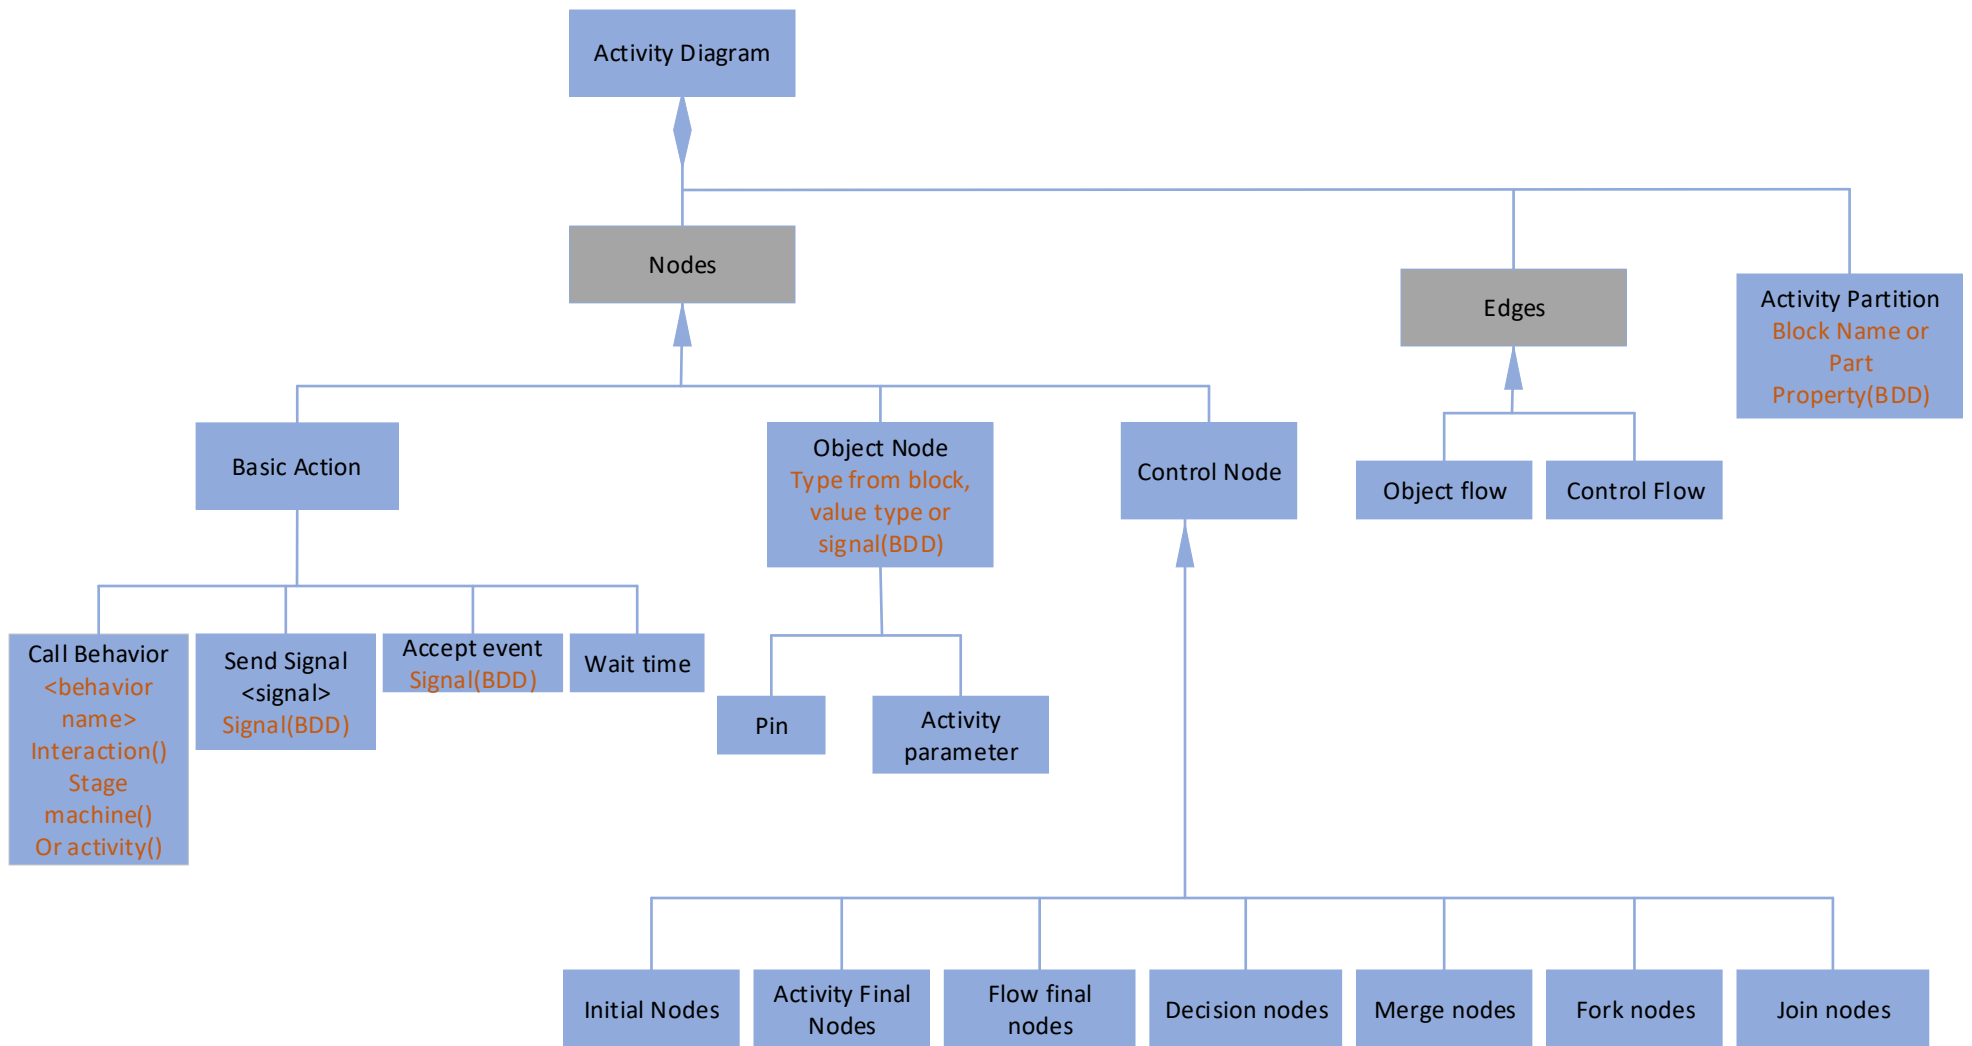 Activity Diagram
Nodes
Edges
Activity Partition
Block Name or
Part
Property(BDD)
Basic Action
Object Node
Type from block,
value type or
signal(BDD)
Control Node
Object flow
Control Flow
Call Behavior
<behavior
name>
Interaction()
Stage
machine()
Or activity()
Send Signal
<signal>
Signal(BDD)
Accept event
Signal(BDD)
Wait time
Pin
Activity
parameter
Initial Nodes
Activity Final
Nodes
Flow final
nodes
Decision nodes
Merge nodes
Fork nodes
Join nodes